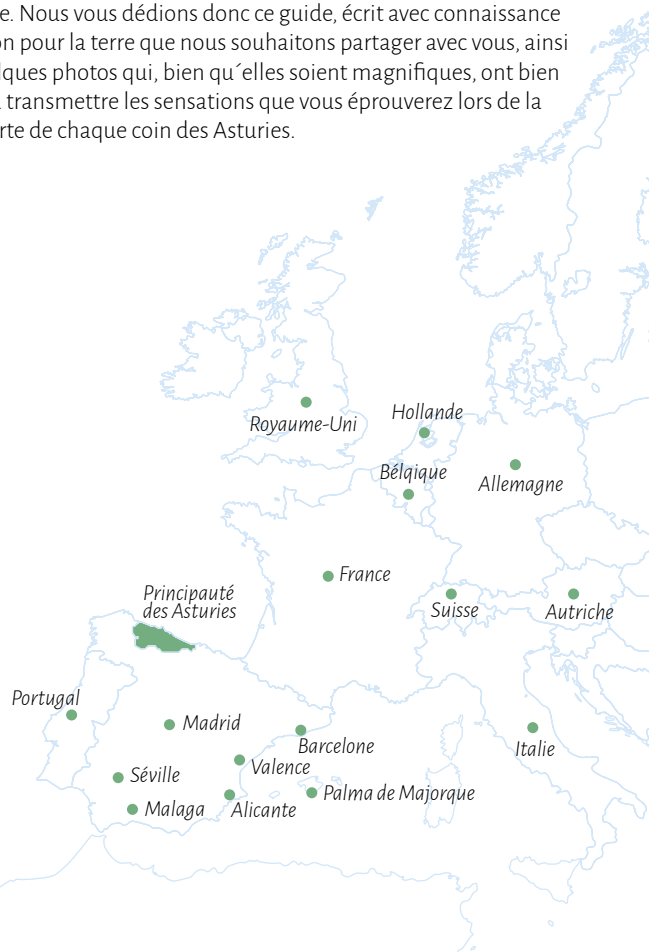 e. Nous vous dédions donc ce guide, écrit avec connaissance
on pour la terre que nous souhaitons partager avec vous, ainsi
lques photos qui, bien qu´elles soient magnifiques, ont bien
transmettre les sensations que vous éprouverez lors de la
rte de chaque coin des Asturies.
Hollande
Royaume-Uni
Bélqique
Allemagne
France
Principauté
des Asturies
Suisse
Autriche
Portugal
Madrid
Barcelone
Italie
Valence
Séville
Palma de Majorque
Malaga
Alicante